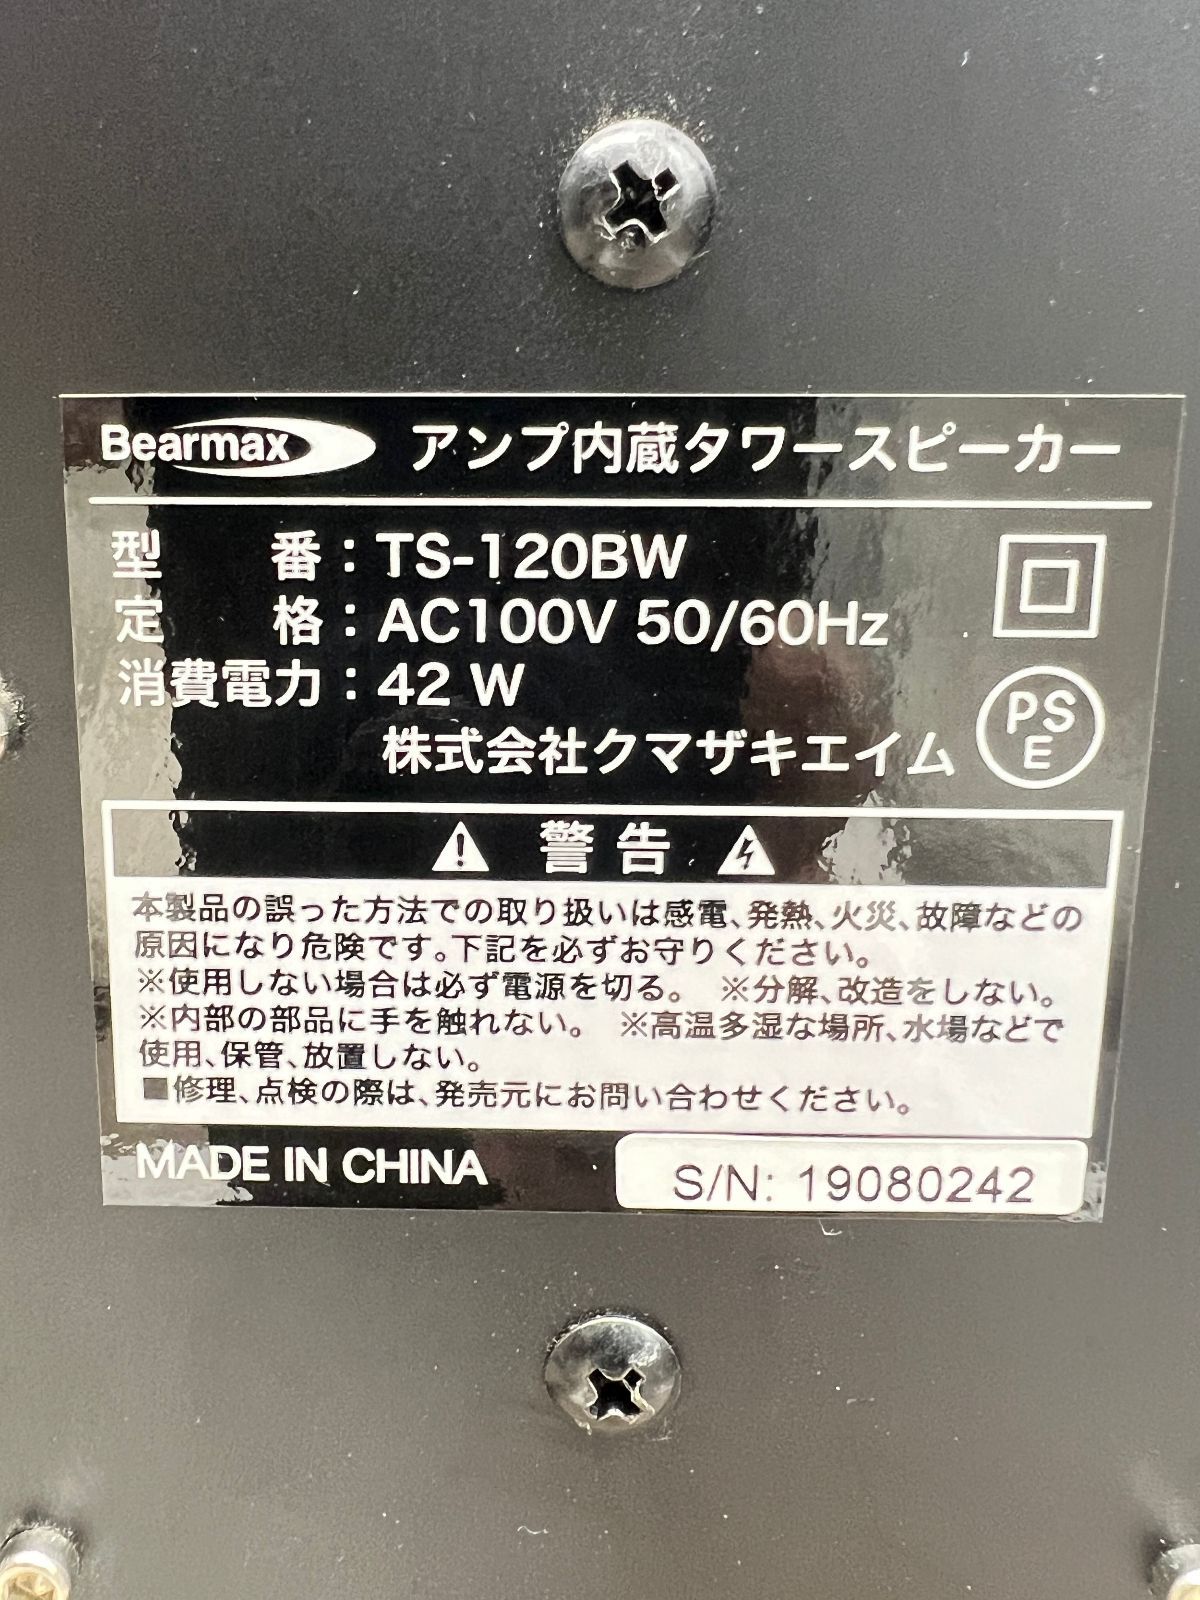 Bearmax アンプ内蔵タワースピーカー
型 番：TS-120BW
定 格：AC100V 50/60Hz
消費電力：42 W
株式会社クマザキエイム
PS
E
警告
本製品の誤った方法での取り扱いは感電、発熱、火災、故障などの
原因になり危険です。下記を必ずお守りください。
※使用しない場合は必ず電源を切る。 ※分解、改造をしない。
※内部の部品に手を触れない。 ※高温多湿な場所、水場などで
使用、保管、放置しない。
■修理、点検の際は、発売元にお問い合わせください。
MADE IN CHINA
S/N: 19080242